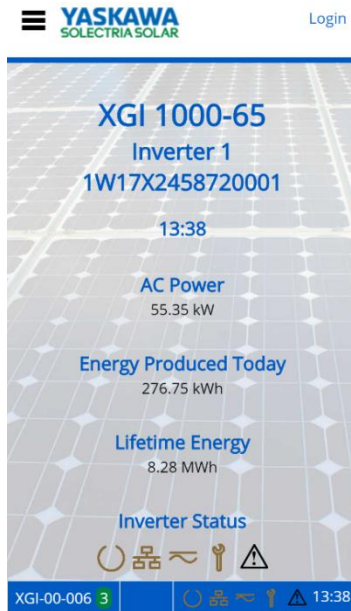 YASKAWA
SOLECTRIA SOLAR
Login
XGI 1000-65
Inverter 1
1W17X2458720001
13:38
AC Power
55.35 kW
Energy Produced Today
276.75 kWh
Lifetime Energy
8.28 MWh
Inverter Status
XGI-00-006 3 13:38